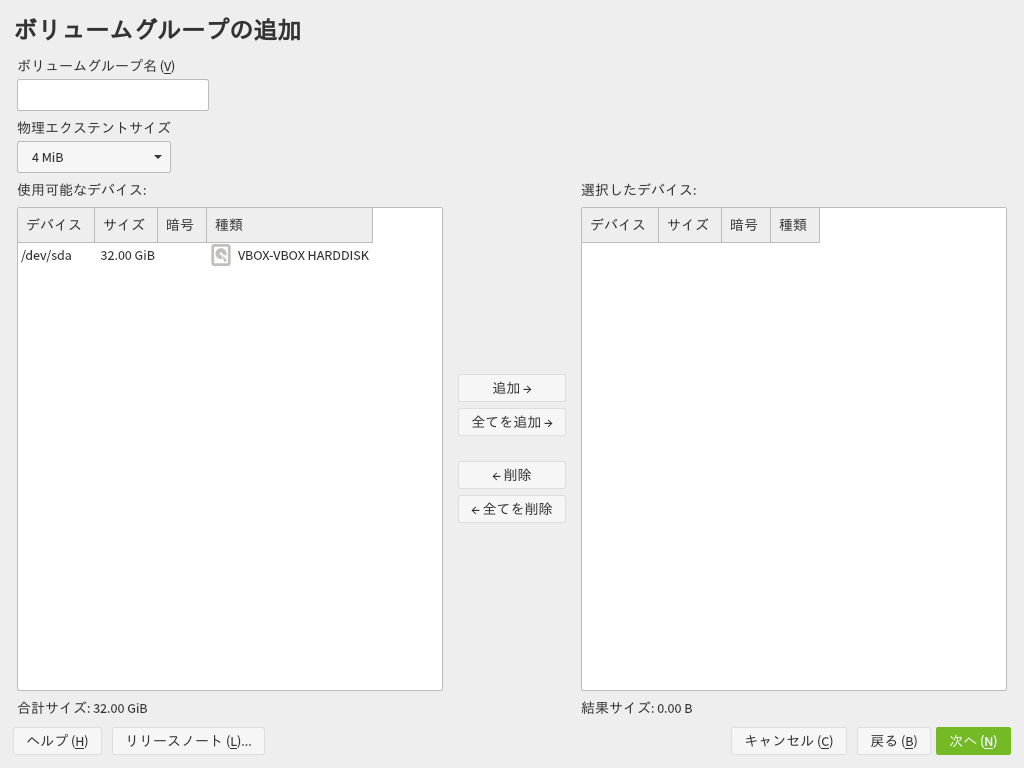 ボリュームグループの追加
ボリュームグループ名 (V)
物理エクステントサイズ
4 MiB
使用可能なデバイス:
デバイス サイズ 暗号 種類
/dev/sda 32.00 GiB VBOX-VBOX HARDDISK
合計サイズ: 32.00 GiB
追加 →
全てを追加 →
← 削除
← 全てを削除
選択したデバイス:
デバイス サイズ 暗号 種類
結果サイズ: 0.00 B
ヘルプ (H) リリースノート (L)... キャンセル (C) 戻る (B) 次へ (N)